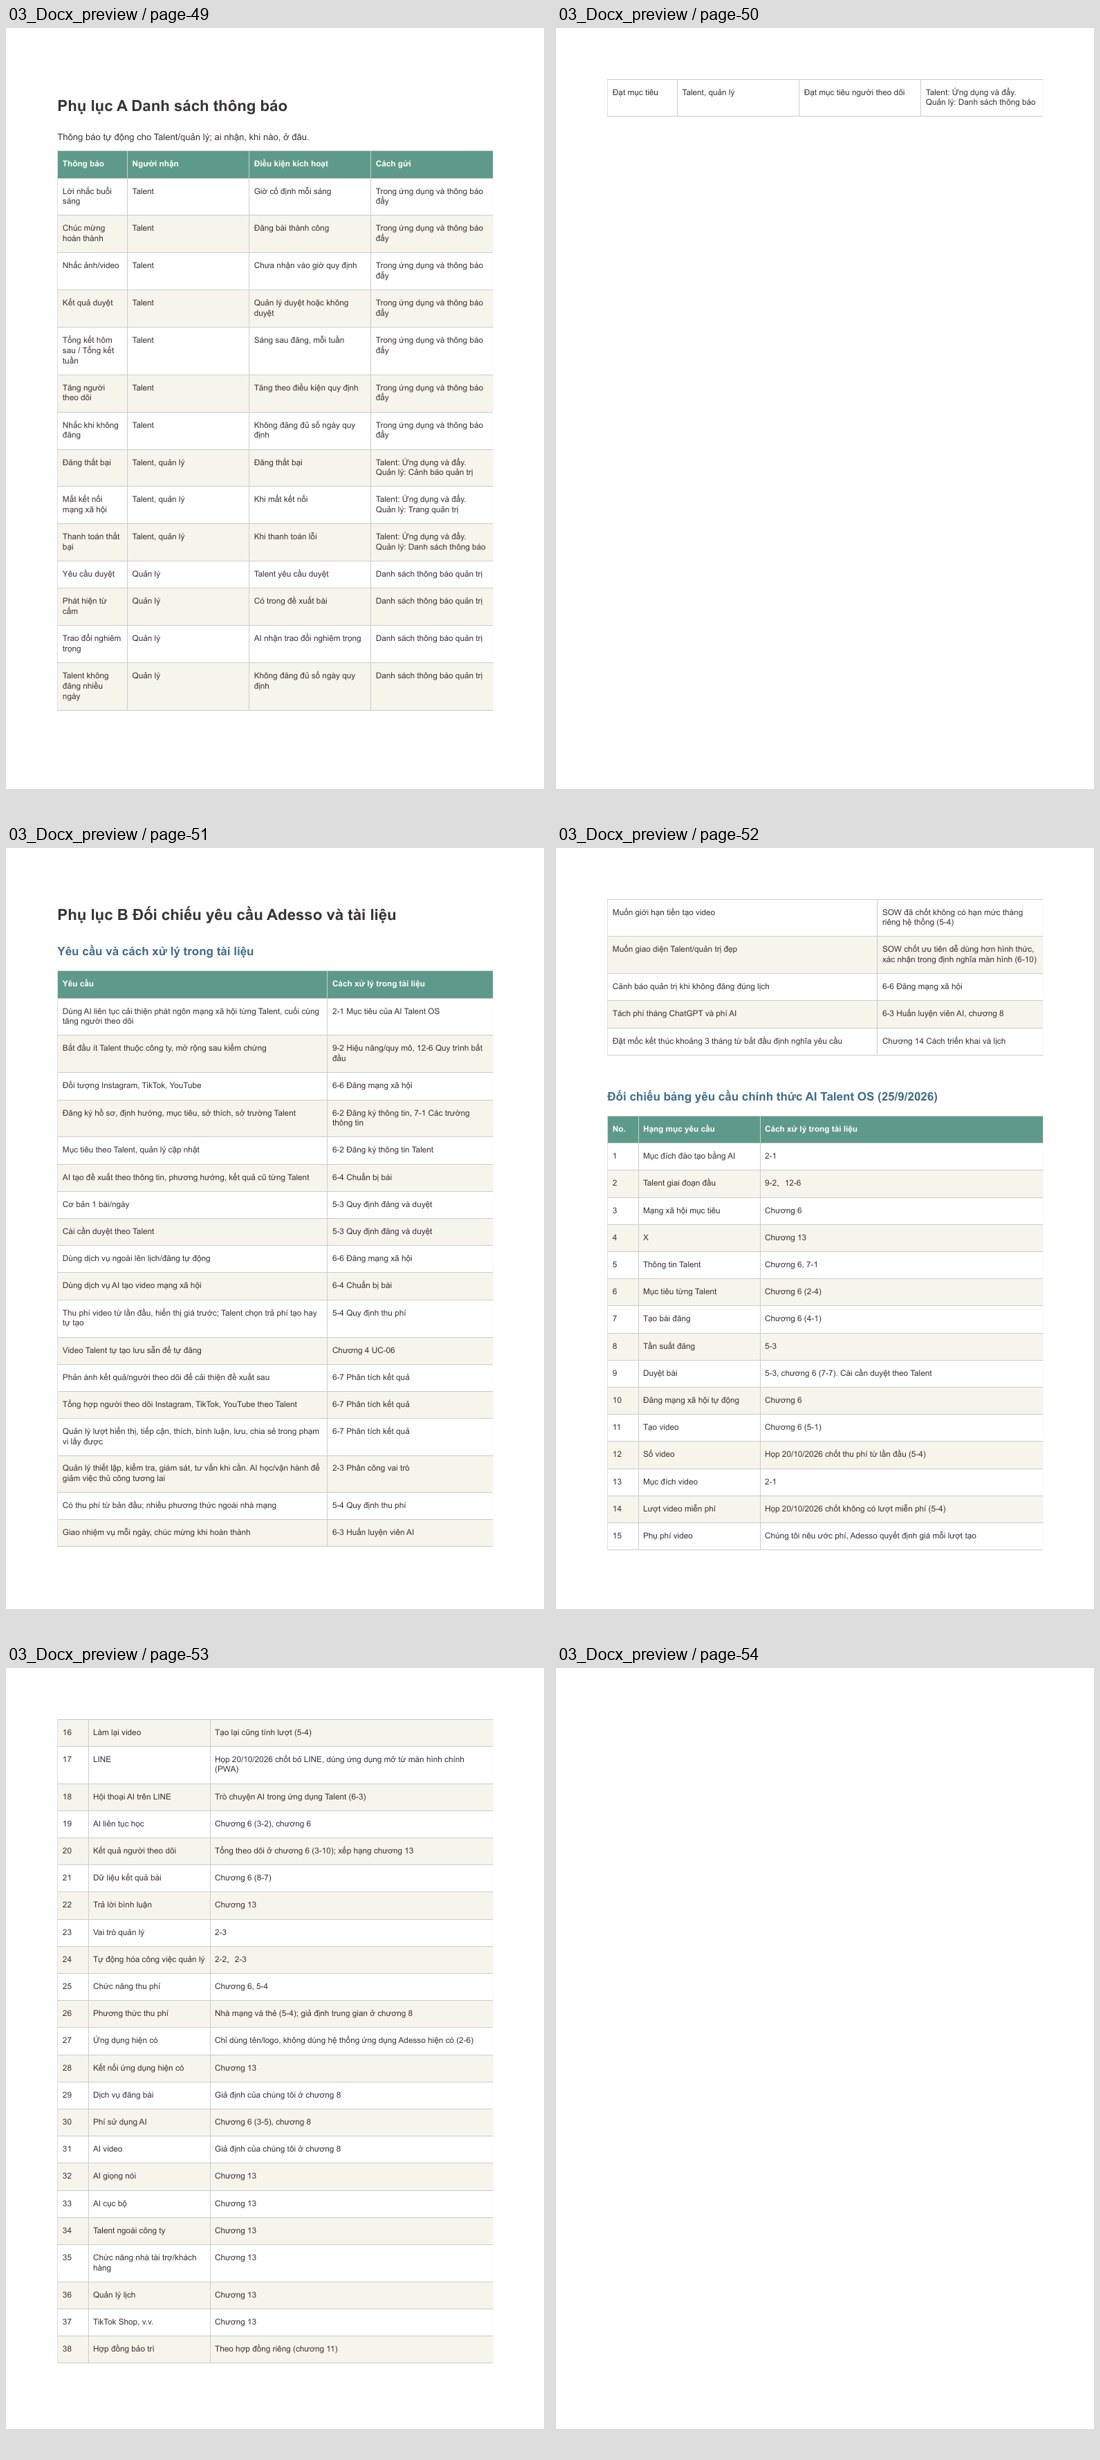 03_Docx_preview / page-49
Phụ lục A Danh sách thông báo
Thông báo tự động cho Talent/quản lý; ai nhận, khi nào, ở đâu.
Thông báo Người nhận Điều kiện kích hoạt Cách gửi
Lời nhắc buổi sáng Talent Giờ cố định mỗi sáng Trong ứng dụng và thông báo đẩy
Chúc mừng hoàn thành Talent Đăng bài thành công Trong ứng dụng và thông báo đẩy
Nhắc ảnh/video Talent Chưa nhận vào giờ quy định Trong ứng dụng và thông báo đẩy
Kết quả duyệt Talent Quản lý duyệt hoặc không duyệt Trong ứng dụng và thông báo đẩy
Tổng kết hôm sau / Tổng kết tuần Talent Sáng sau đăng, mỗi tuần Trong ứng dụng và thông báo đẩy
Tăng người theo dõi Talent Tăng theo điều kiện quy định Trong ứng dụng và thông báo đẩy
Nhắc khi không đăng Talent Không đăng đủ số ngày quy định Trong ứng dụng và thông báo đẩy
Đăng thất bại Talent, quản lý Đăng thất bại Talent: Ứng dụng và đẩy. Quản lý: Cảnh báo quản trị
Mất kết nối mạng xã hội Talent, quản lý Khi mất kết nối Talent: Ứng dụng và đẩy. Quản lý: Trang quản trị
Thanh toán thất bại Talent, quản lý Khi thanh toán lỗi Talent: Ứng dụng và đẩy. Quản lý: Danh sách thông báo
Yêu cầu duyệt Quản lý Talent yêu cầu duyệt Danh sách thông báo quản trị
Phát hiện từ cấm Quản lý Có trong đề xuất bài Danh sách thông báo quản trị
Trao đổi nghiêm trọng Quản lý AI nhận trao đổi nghiêm trọng Danh sách thông báo quản trị
Talent không đăng nhiều ngày Quản lý Không đăng đủ số ngày quy định Danh sách thông báo quản trị
03_Docx_preview / page-50
Đạt mục tiêu Talent, quản lý Đạt mục tiêu người theo dõi Talent: Ứng dụng và đẩy. Quản lý: Danh sách thông báo
03_Docx_preview / page-51
Phụ lục B Đối chiếu yêu cầu Adesso và tài liệu
Yêu cầu và cách xử lý trong tài liệu
Yêu cầu Cách xử lý trong tài liệu
Dùng AI liên tục cải thiện phát ngôn mạng xã hội từng Talent, cuối cùng tăng người theo dõi 2-1 Mục tiêu của AI Talent OS
Bắt đầu ít Talent thuộc công ty, mở rộng sau kiểm chứng 9-2 Hiệu năng/quy mô, 12-6 Quy trình bắt đầu
Đối tượng Instagram, TikTok, YouTube 6-6 Đăng mạng xã hội
Đăng ký hồ sơ, định hướng, mục tiêu, sở thích, sở trường Talent 6-2 Đăng ký thông tin, 7-1 Các trường thông tin
Mục tiêu theo Talent, quản lý cập nhật 6-2 Đăng ký thông tin Talent
AI tạo đề xuất theo thông tin, phương hướng, kết quả cũ từng Talent 6-4 Chuẩn bị bài
Cơ bản 1 bài/ngày 5-3 Quy định đăng và duyệt
Cài cần duyệt theo Talent 5-3 Quy định đăng và duyệt
Dùng dịch vụ ngoài lên lịch/đăng tự động 6-6 Đăng mạng xã hội
Dùng dịch vụ AI tạo video mạng xã hội 6-4 Chuẩn bị bài
Thu phí video từ lần đầu, hiển thị giá trước; Talent chọn trả phí tạo hay tự tạo 5-4 Quy định thu phí
Video Talent tự tạo lưu sẵn để tự đăng Chương 4 UC-06
Phản ánh kết quả/người theo dõi để cải thiện đề xuất sau 6-7 Phân tích kết quả
Tổng hợp người theo dõi Instagram, TikTok, YouTube theo Talent 6-7 Phân tích kết quả
Quản lý lượt hiển thị, tiếp cận, thích, bình luận, lưu, chia sẻ trong phạm vi lấy được 6-7 Phân tích kết quả
Quản lý thiết lập, kiểm tra, giám sát, tư vấn khi cần. AI học/vận hành để giảm việc thủ công tương lai 2-3 Phân công vai trò
Có thu phí từ bản đầu; nhiều phương thức ngoài nhà mạng 5-4 Quy định thu phí
Giao nhiệm vụ mỗi ngày, chúc mừng khi hoàn thành 6-3 Huấn luyện viên AI
03_Docx_preview / page-52
Muốn giới hạn tiền tạo video SOW đã chốt không có hạn mức tháng riêng hệ thống (5-4)
Muốn giao diện Talent/quản trị đẹp SOW chốt ưu tiên dễ dùng hơn hình thức, xác nhận trong định nghĩa màn hình (6-10)
Cảnh báo quản trị khi không đăng đúng lịch 6-6 Đăng mạng xã hội
Tách phí tháng ChatGPT và phí AI 6-3 Huấn luyện viên AI, chương 8
Đặt mốc kết thúc khoảng 3 tháng từ bắt đầu định nghĩa yêu cầu Chương 14 Cách triển khai và lịch
Đối chiếu bảng yêu cầu chính thức AI Talent OS (25/9/2026)
No. Hạng mục yêu cầu Cách xử lý trong tài liệu
1 Mục đích đào tạo bằng AI 2-1
2 Talent giai đoạn đầu 9-2、12-6
3 Mạng xã hội mục tiêu Chương 6
4 X Chương 13
5 Thông tin Talent Chương 6, 7-1
6 Mục tiêu từng Talent Chương 6 (2-4)
7 Tạo bài đăng Chương 6 (4-1)
8 Tần suất đăng 5-3
9 Duyệt bài 5-3, chương 6 (7-7). Cài cần duyệt theo Talent
10 Đăng mạng xã hội tự động Chương 6
11 Tạo video Chương 6 (5-1)
12 Số video Họp 20/10/2026 chốt thu phí từ lần đầu (5-4)
13 Mục đích video 2-1
14 Lượt video miễn phí Họp 20/10/2026 chốt không có lượt miễn phí (5-4)
15 Phụ phí video Chúng tôi nêu ước phí, Adesso quyết định giá mỗi lượt tạo
03_Docx_preview / page-53
16 Làm lại video Tạo lại cũng tính lượt (5-4)
17 LINE Họp 20/10/2026 chốt bỏ LINE, dùng ứng dụng mở từ màn hình chính (PWA)
18 Hội thoại AI trên LINE Trò chuyện AI trong ứng dụng Talent (6-3)
19 AI liên tục học Chương 6 (3-2), chương 6
20 Kết quả người theo dõi Tổng theo dõi ở chương 6 (3-10); xếp hạng chương 13
21 Dữ liệu kết quả bài Chương 6 (8-7)
22 Trả lời bình luận Chương 13
23 Vai trò quản lý 2-3
24 Tự động hóa công việc quản lý 2-2、2-3
25 Chức năng thu phí Chương 6, 5-4
26 Phương thức thu phí Nhà mạng và thẻ (5-4); giả định trung gian ở chương 8
27 Ứng dụng hiện có Chỉ dùng tên/logo, không dùng hệ thống ứng dụng Adesso hiện có (2-6)
28 Kết nối ứng dụng hiện có Chương 13
29 Dịch vụ đăng bài Giả định của chúng tôi ở chương 8
30 Phí sử dụng AI Chương 6 (3-5), chương 8
31 AI video Giả định của chúng tôi ở chương 8
32 AI giọng nói Chương 13
33 AI cục bộ Chương 13
34 Talent ngoài công ty Chương 13
35 Chức năng nhà tài trợ/khách hàng Chương 13
36 Quản lý lịch Chương 13
37 TikTok Shop, v.v. Chương 13
38 Hợp đồng bảo trì Theo hợp đồng riêng (chương 11)
03_Docx_preview / page-54